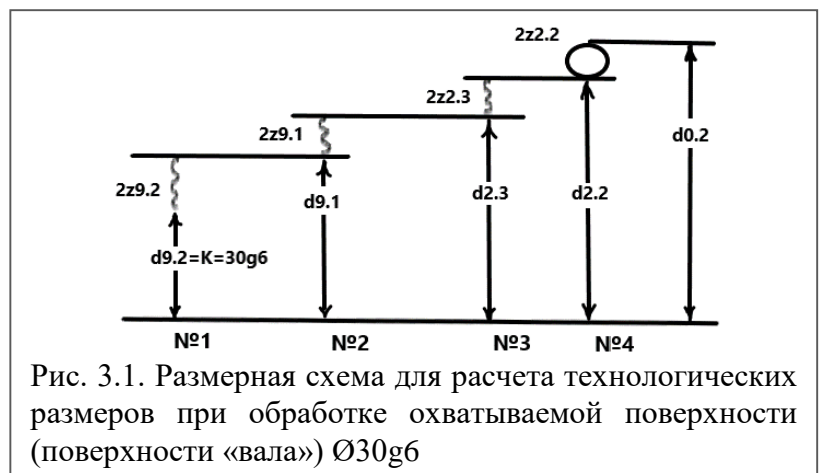 2z2.2
2z2.3
2z9.1
d0.2
2z9.2
d9.1
d2.3
d2.2
d9.2=K=30g6
№1
№2
№3
№4
Рис. 3.1. Размерная схема для расчета технологических
размеров при обработке охватываемой поверхности
(поверхности «вала») Ø30g6